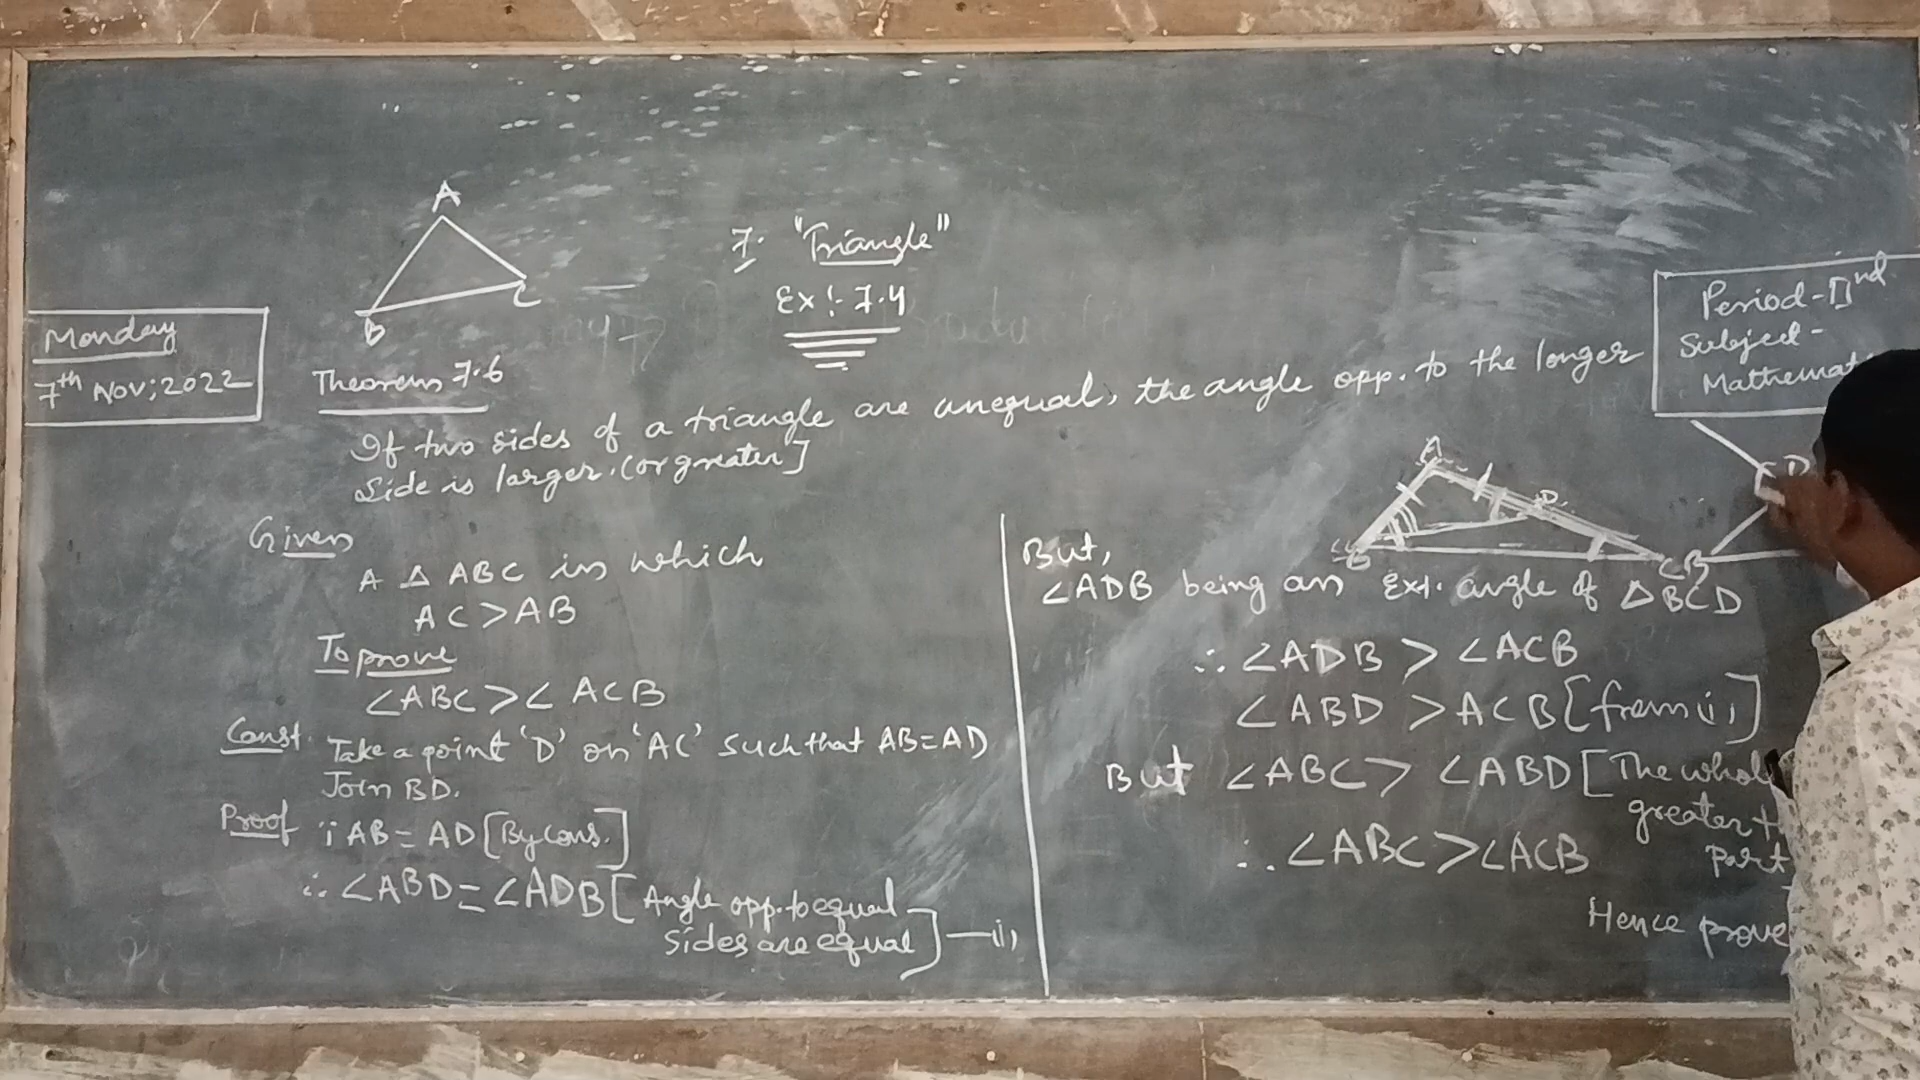 A
B
C
7. "Triangle"
Ex:- 7.4
Monday
7th Nov; 2022
Period - IInd
Subject -
Theorem 7.6
If two sides of a triangle are unequal, the angle opp. to the longer
side is larger. (or greater]
Given
A △ ABC in which
AC > AB
To prove
∠ABC > ∠ ACB
Const. Take a point 'D' on 'AC' such that AB = AD
Join BD.
Proof AB = AD [By cons.]
∴ ∠ABD = ∠ADB [Angle opp. to equal
sides are equal] —(i)
A
D
B
C
D
B
But,
∠ADB being an Ext. angle of △BCD
∴ ∠ADB > ∠ACB
∠ABD > ACB [from (i)]
But ∠ABC > ∠ABD [The
greater
part
∴ ∠ABC > ∠ACB
Hence